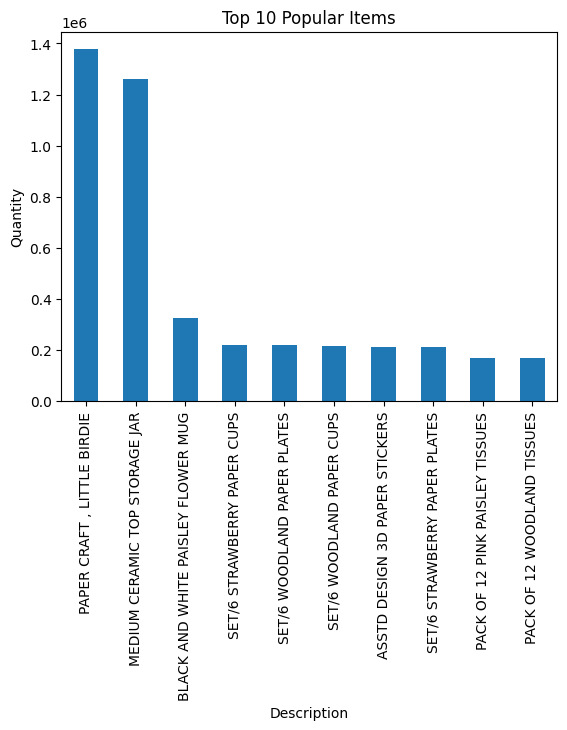 Top 10 Popular Items
1e6
1.4
1.2
1.0
0.8
0.6
0.4
0.2
0.0
Quantity
PAPER CRAFT , LITTLE BIRDIE
MEDIUM CERAMIC TOP STORAGE JAR
BLACK AND WHITE PAISLEY FLOWER MUG
SET/6 STRAWBERRY PAPER CUPS
SET/6 WOODLAND PAPER PLATES
SET/6 WOODLAND PAPER CUPS
ASSTD DESIGN 3D PAPER STICKERS
SET/6 STRAWBERRY PAPER PLATES
PACK OF 12 PINK PAISLEY TISSUES
PACK OF 12 WOODLAND TISSUES
Description